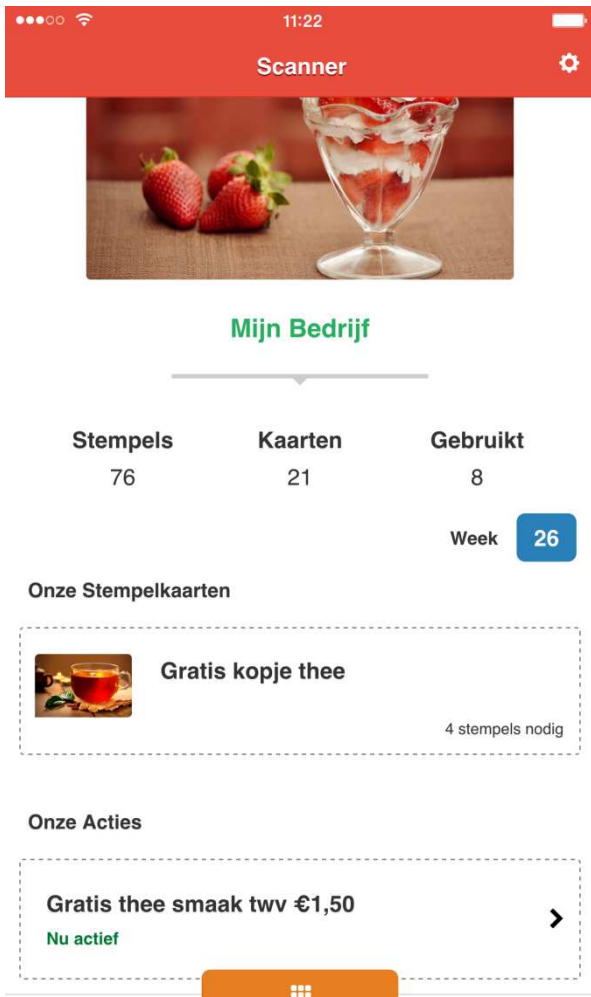 11:22
Scanner
Mijn Bedrijf
Stempels Kaarten Gebruikt
76 21 8
Week 26
Onze Stempelkaarten
Gratis kopje thee
4 stempels nodig
Onze Acties
Gratis thee smaak twv €1,50
Nu actief